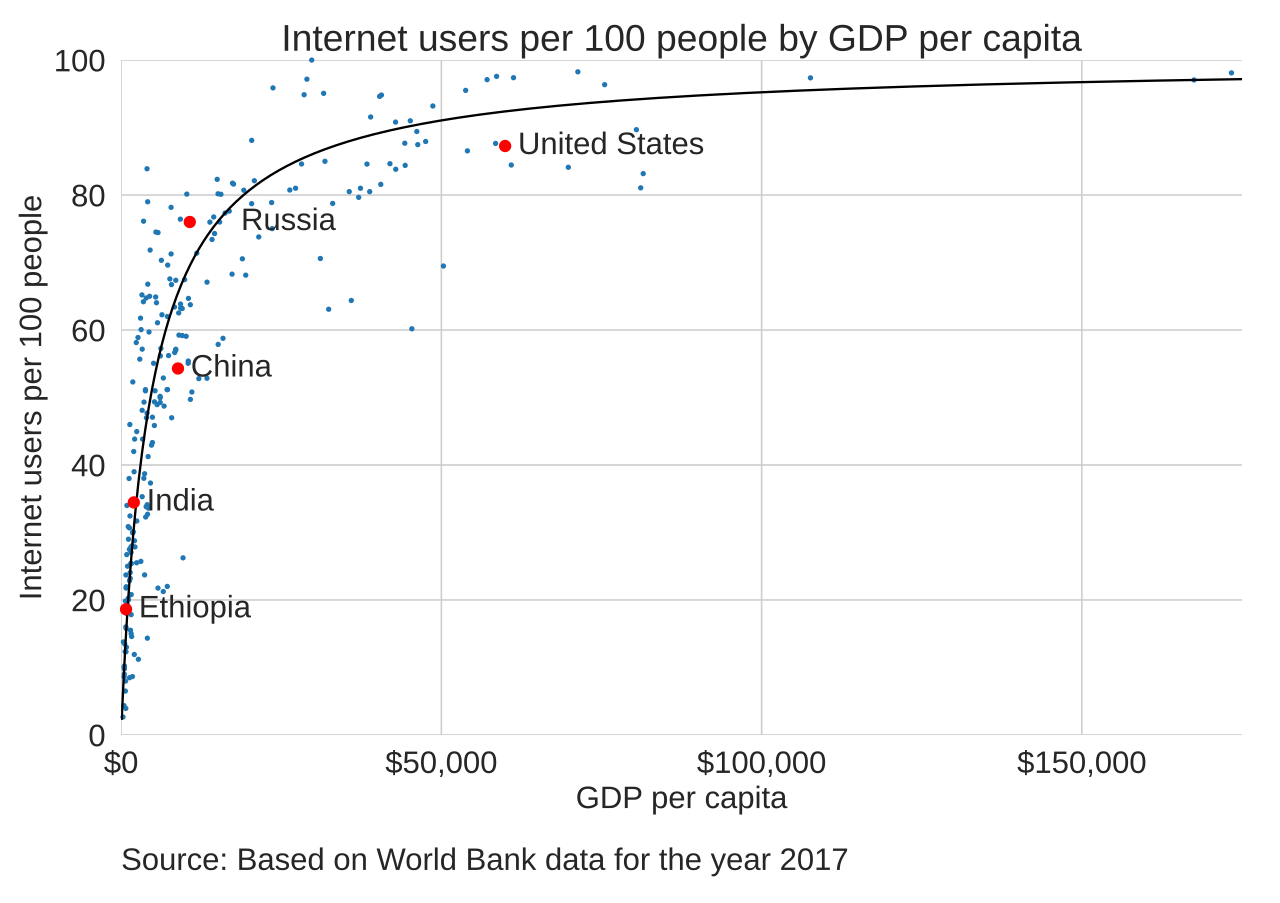 Internet users per 100 people by GDP per capita
Internet users per 100 people
100
80
60
40
20
0
United States
Russia
China
India
Ethiopia
$0
$50,000
$100,000
$150,000
GDP per capita
Source: Based on World Bank data for the year 2017